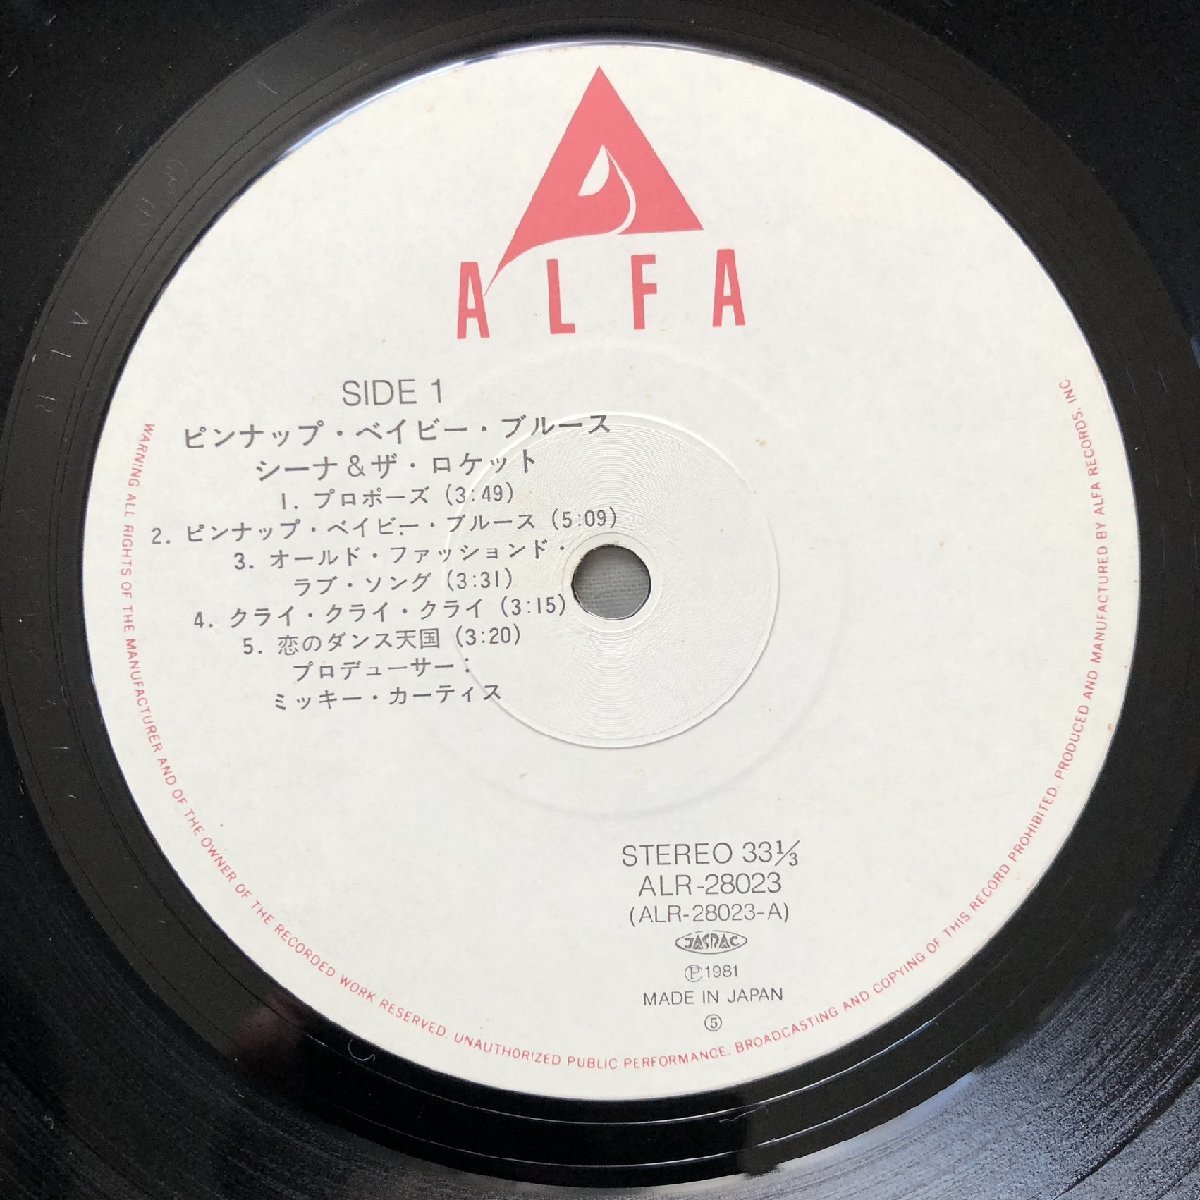 ALFA
SIDE 1
ピンナップ・ベイビー・ブルース
シーナ&ザ・ロケット
1. プロポーズ (3:49)
2. ピンナップ・ベイビー・ブルース (5:09)
3. オールド・ファッションド・
ラブ・ソング (3:31)
4. クライ・クライ・クライ (3:15)
5. 恋のダンス天国 (3:20)
プロデューサー:
ミッキー・カーティス
STEREO 33⅓
ALR-28023
(ALR-28023-A)
JASRAC
Ⓟ1981
MADE IN JAPAN
⑤
WARNING ALL RIGHTS OF THE MANUFACTURER AND OF THE OWNER OF THE RECORDED WORK RESERVED. UNAUTHORIZED PUBLIC PERFORMANCE, BROADCASTING AND COPYING OF THIS RECORD PROHIBITED. PRODUCED AND MANUFACTURED BY ALFA RECORDS, INC.